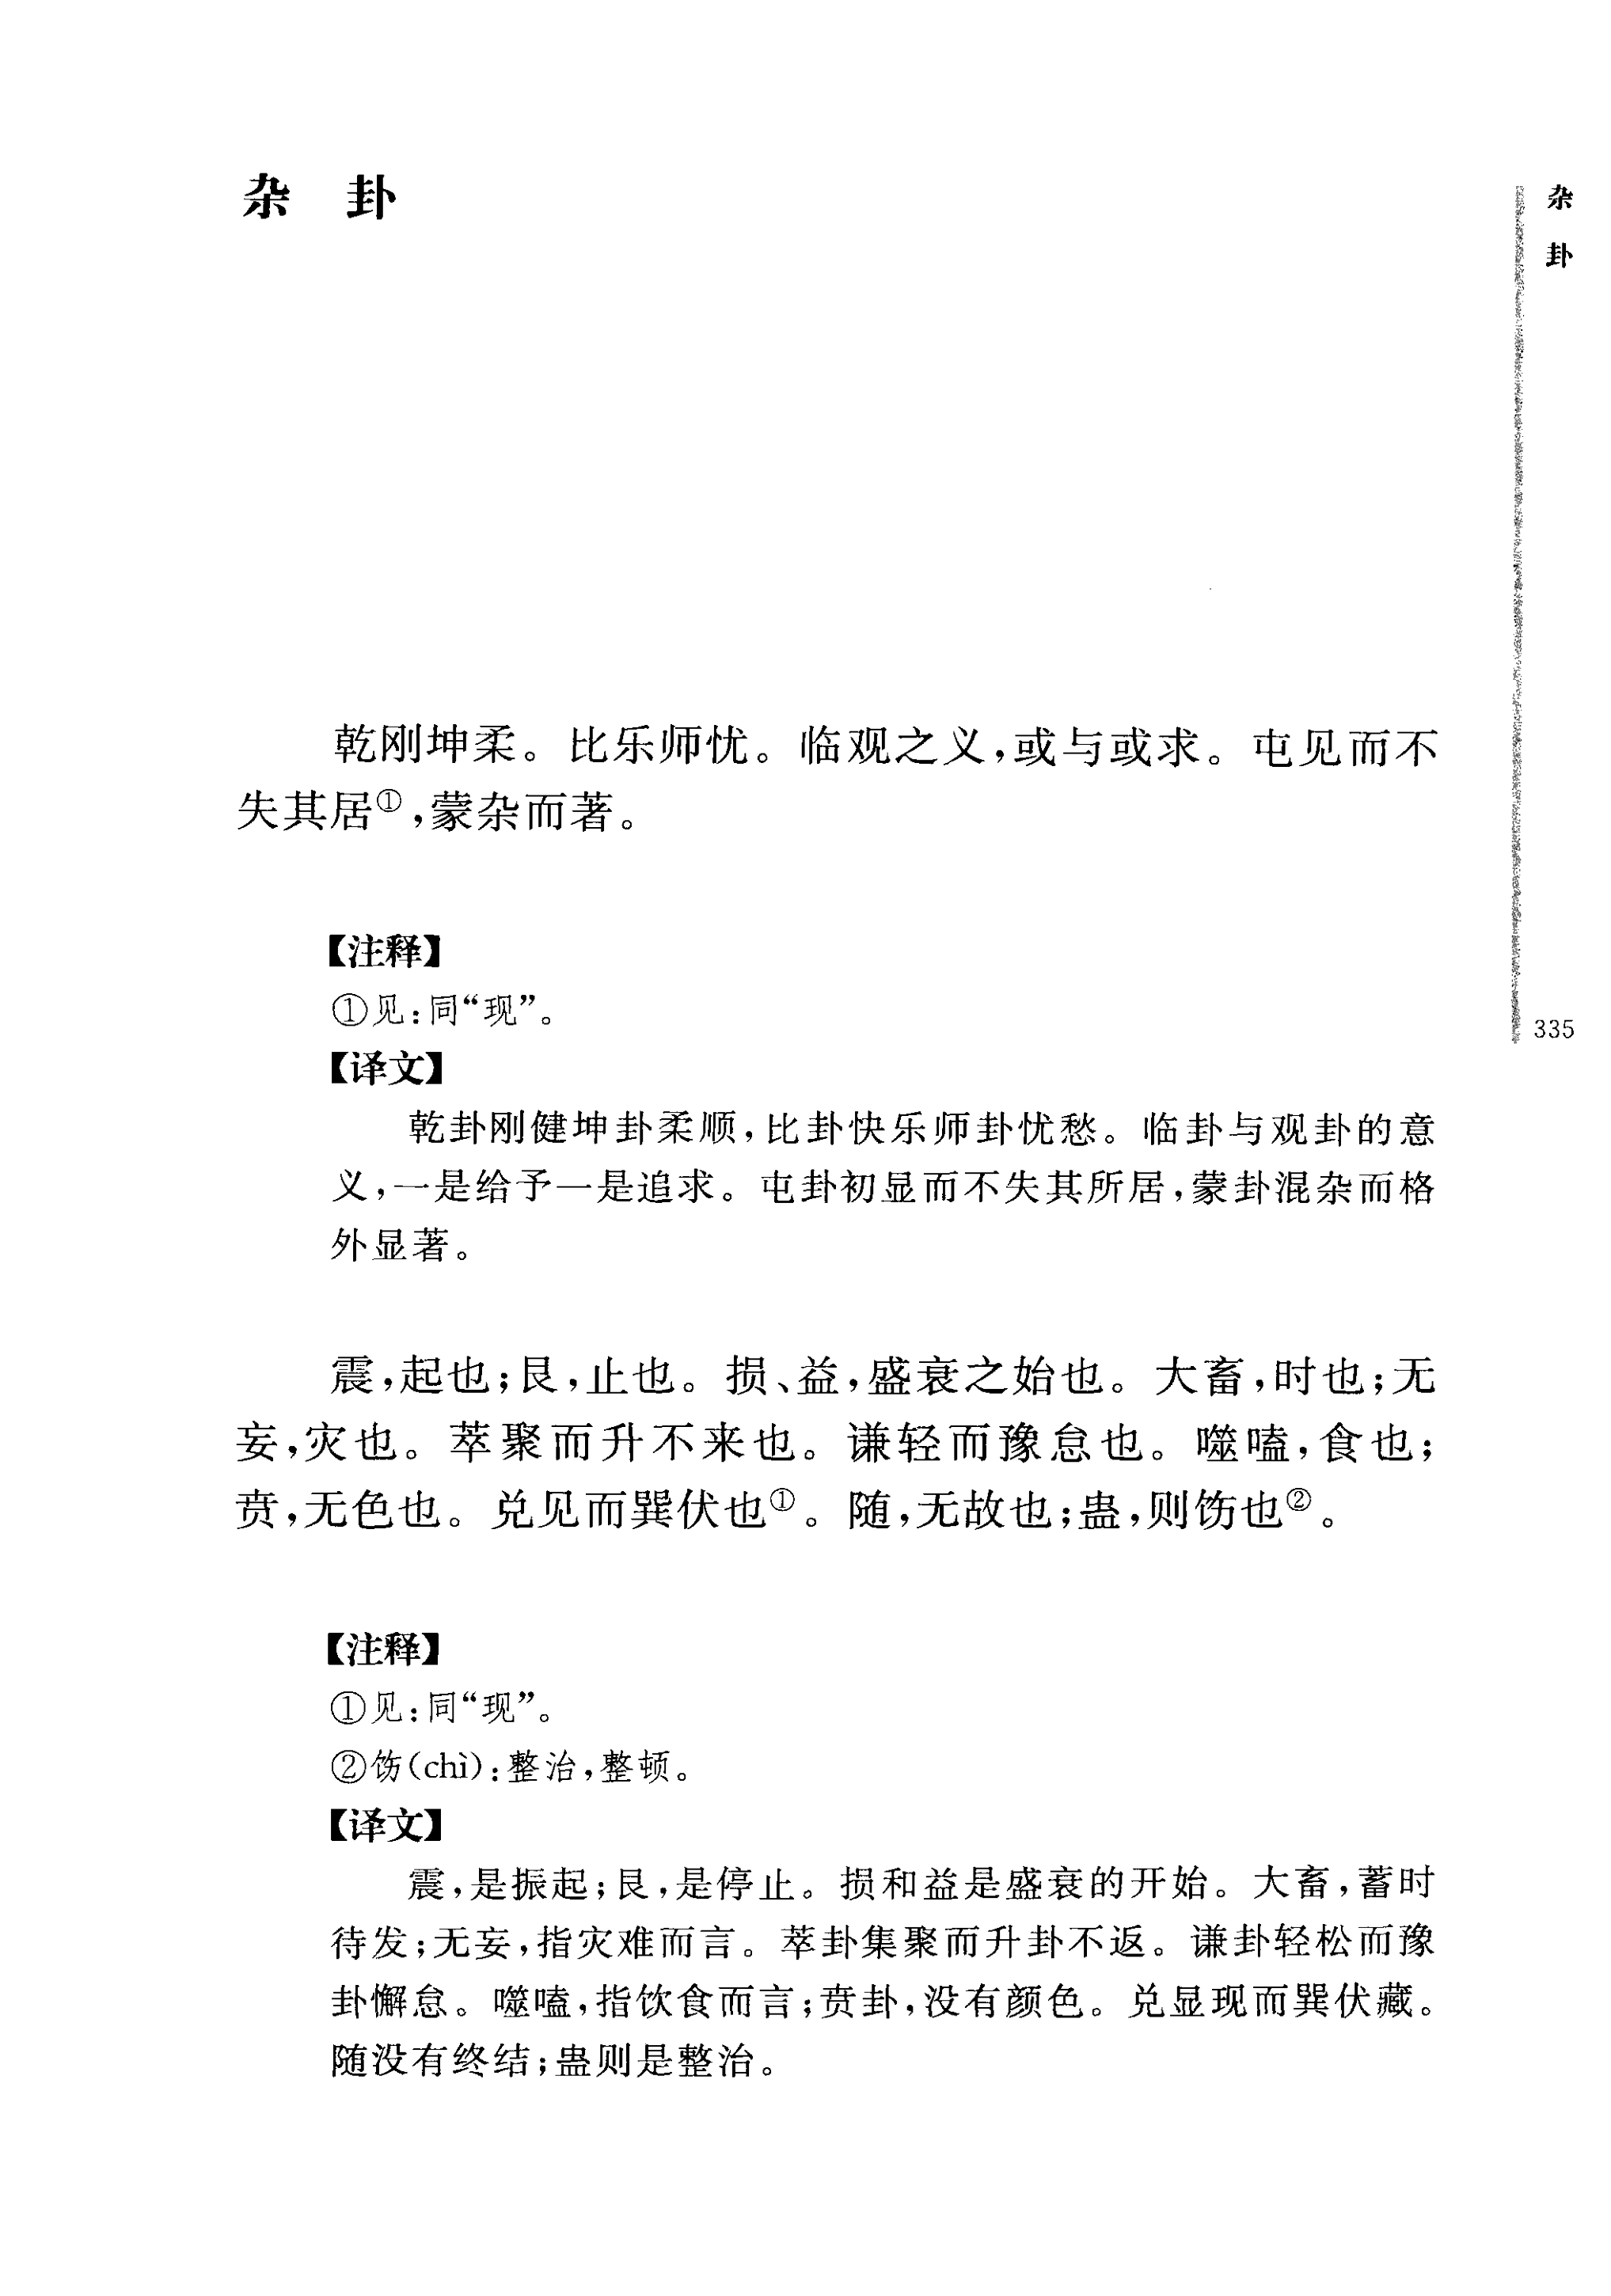 杂 卦
乾刚坤柔。比乐师忧。临观之义,或与或求。屯见而不
失其居①,蒙杂而著。
【注释】
①见:同“现”。
【译文】
乾卦刚健坤卦柔顺,比卦快乐师卦忧愁。临卦与观卦的意
义,一是给予一是追求。屯卦初显而不失其所居,蒙卦混杂而格
外显著。
震,起也;艮,止也。损、益,盛衰之始也。大畜,时也;无
妄,灾也。萃聚而升不来也。谦轻而豫怠也。噬嗑,食也;
贲,无色也。兑见而巽伏也①。随,无故也;蛊,则饬也②。
【注释】
①见:同“现”。
②饬(chì):整治,整顿。
【译文】
震,是振起;艮,是停止。损和益是盛衰的开始。大畜,蓄时
待发;无妄,指灾难而言。萃卦集聚而升卦不返。谦卦轻松而豫
卦懈怠。噬嗑,指饮食而言;贲卦,没有颜色。兑显现而巽伏藏。
随没有终结;蛊则是整治。
杂
卦
335